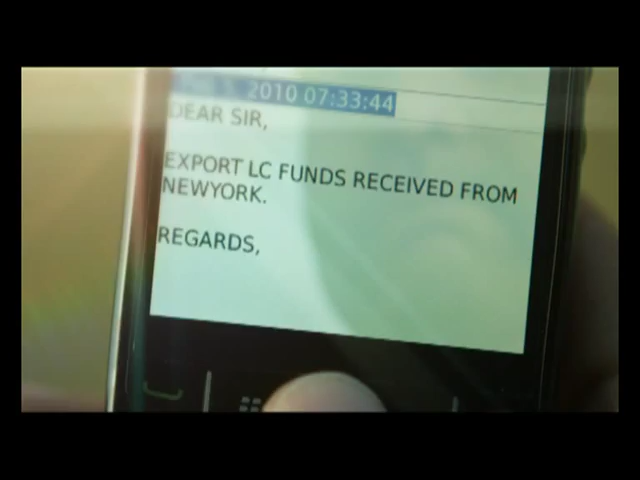 2010 07:33:44
DEAR SIR,
EXPORT LC FUNDS RECEIVED FROM
NEWYORK.
REGARDS,